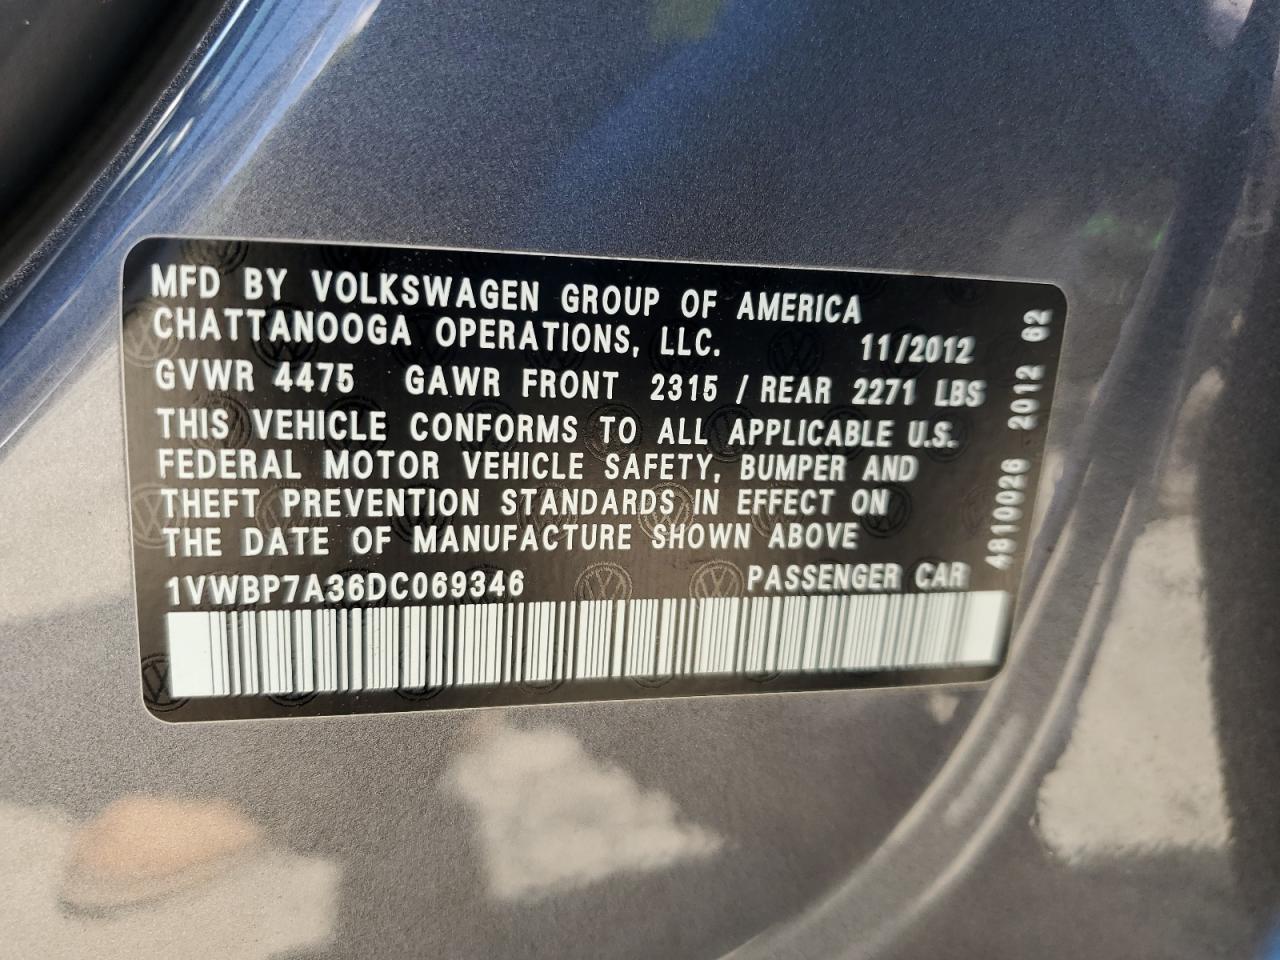 MFD BY VOLKSWAGEN GROUP OF AMERICA
CHATTANOOGA OPERATIONS, LLC. 11/2012
GVWR 4475 GAWR FRONT 2315 / REAR 2271 LBS
THIS VEHICLE CONFORMS TO ALL APPLICABLE U.S.
FEDERAL MOTOR VEHICLE SAFETY, BUMPER AND
THEFT PREVENTION STANDARDS IN EFFECT ON
THE DATE OF MANUFACTURE SHOWN ABOVE
1VWBP7A36DC069346 PASSENGER CAR
4810026 2012 62